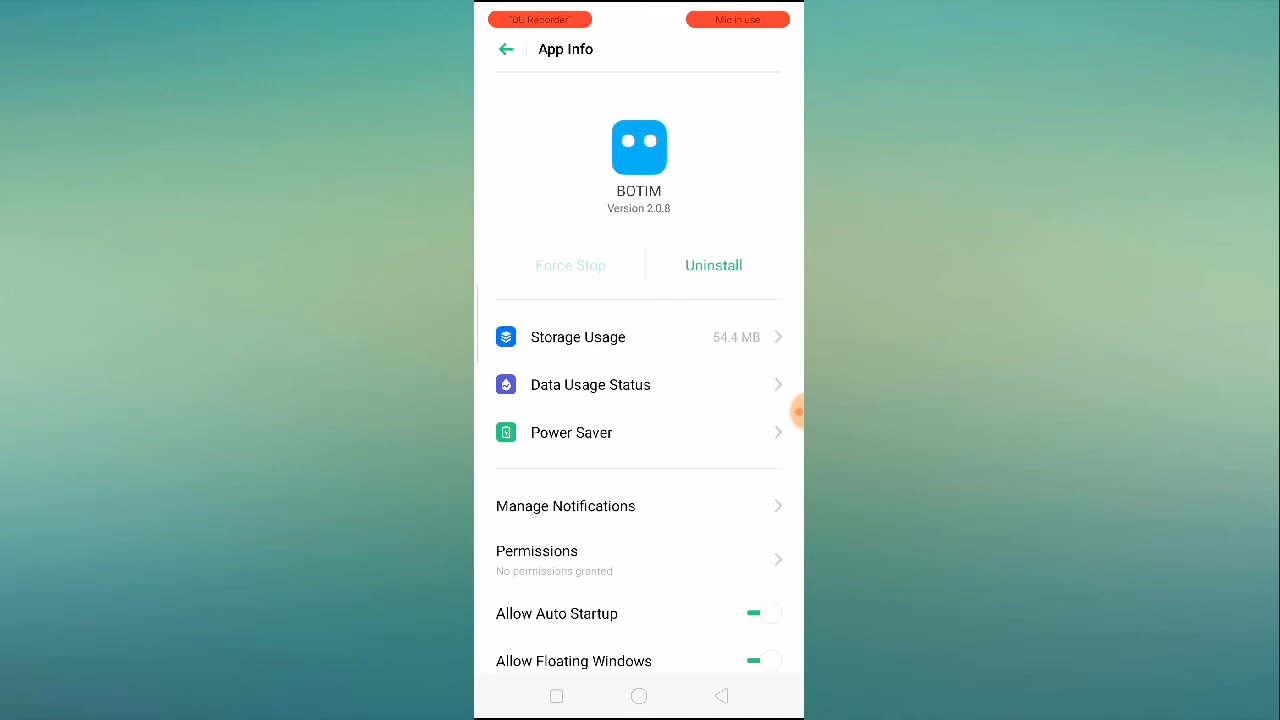 "DU Recorder"
Mic in use
App Info
BOTIM
Version 2.0.8
Force Stop
Uninstall
Storage Usage
54.4 MB
Data Usage Status
Power Saver
Manage Notifications
Permissions
No permissions granted
Allow Auto Startup
Allow Floating Windows